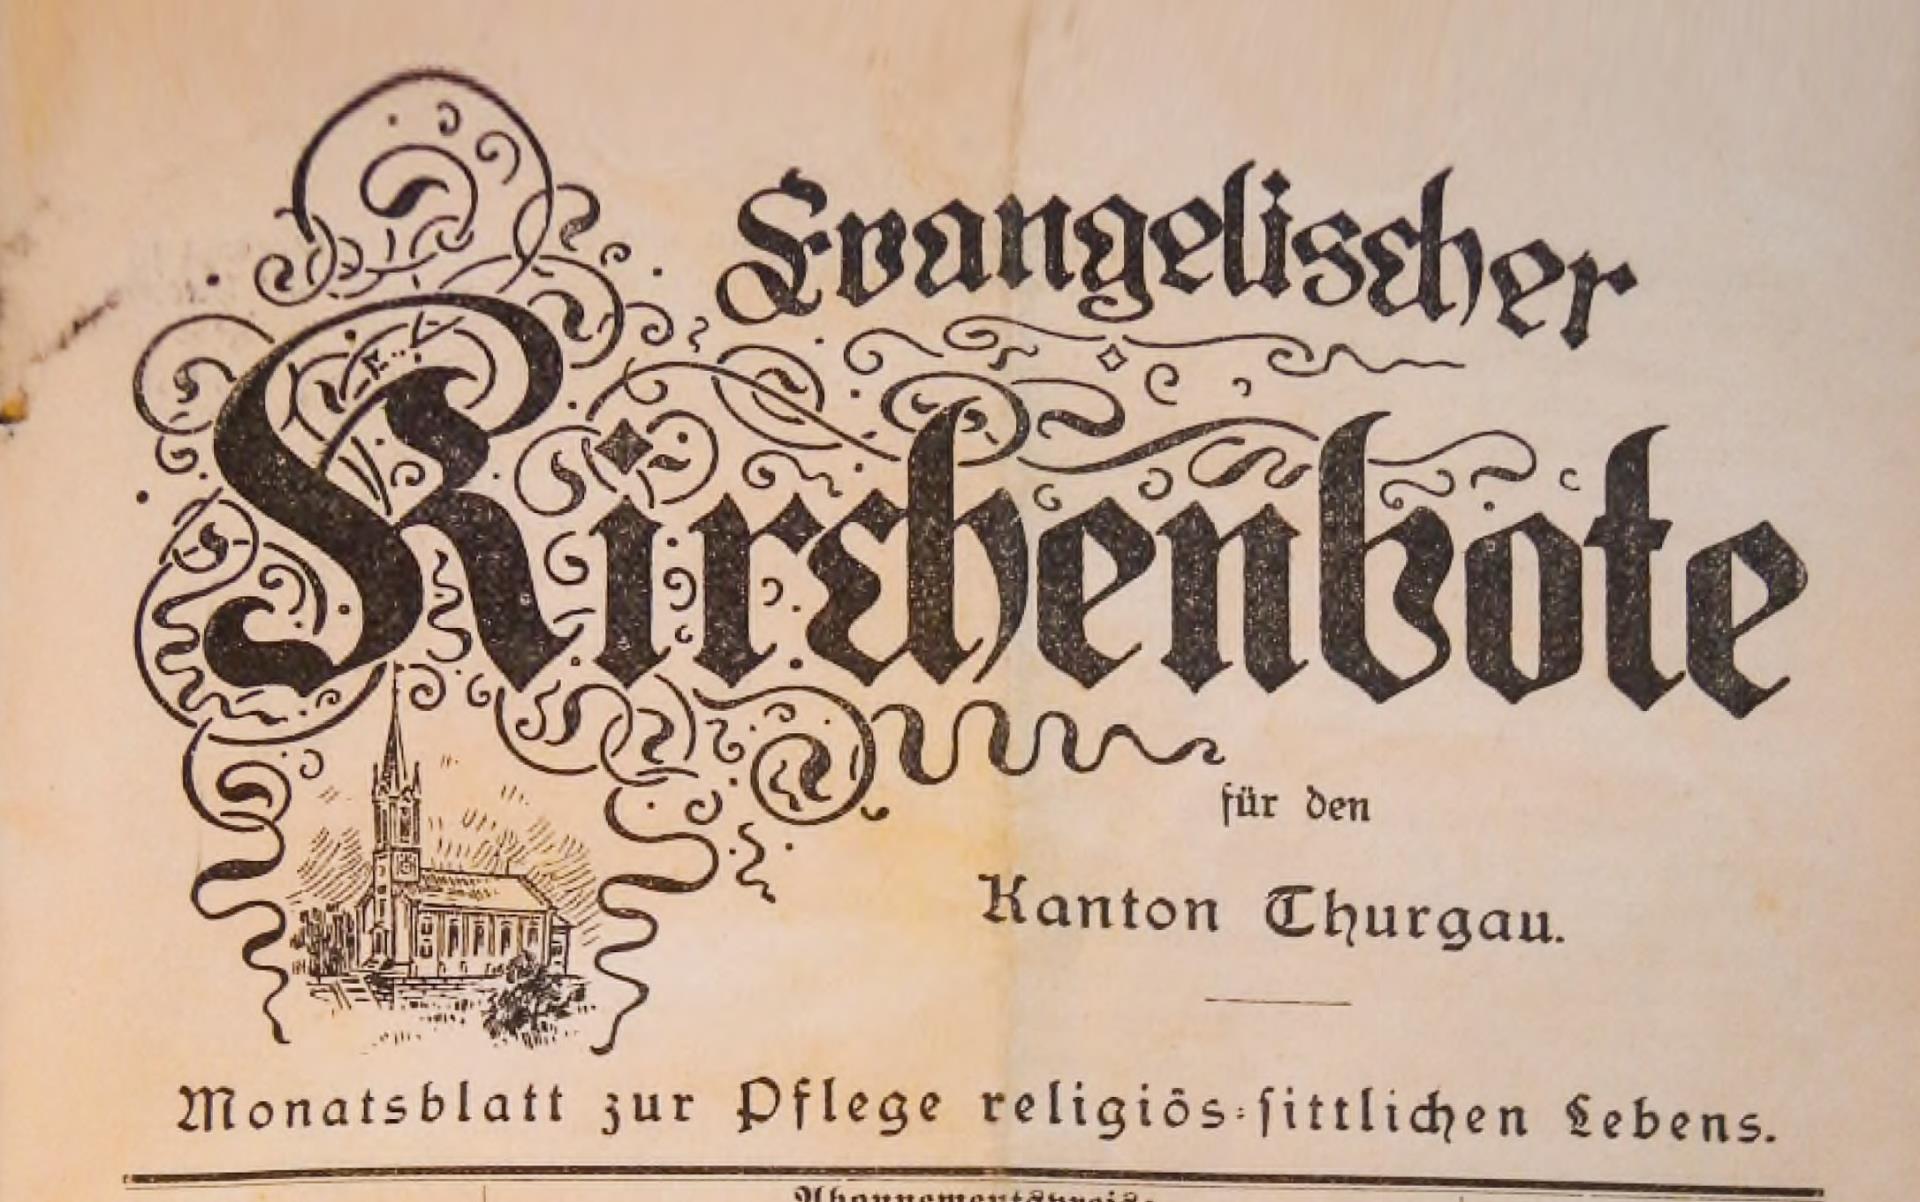 Evangelischer
Kirchenbote
für den
Kanton Thurgau.
Monatsblatt zur Pflege religiös-sittlichen Lebens.